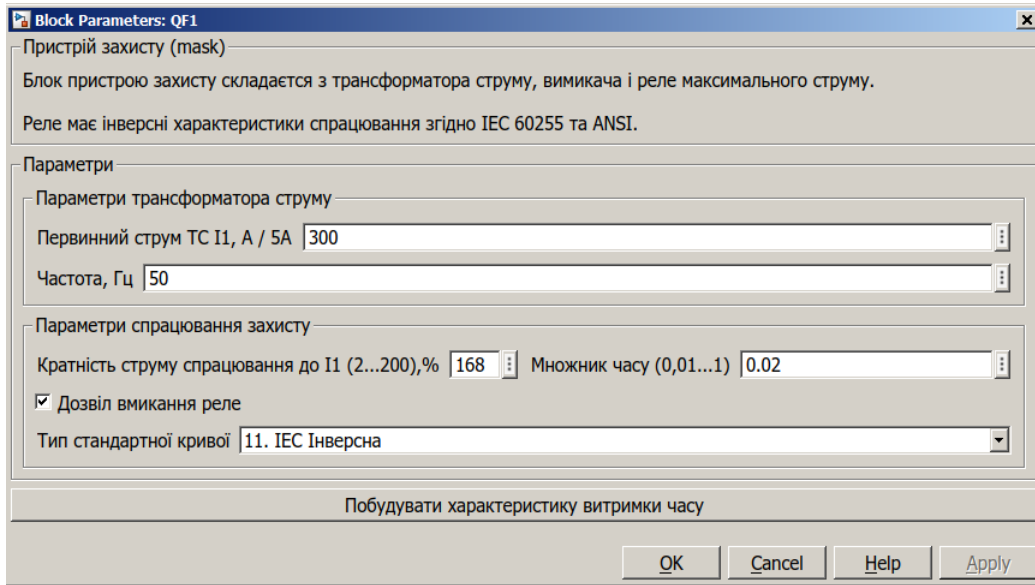 Block Parameters: QF1
Пристрій захисту (mask)
Блок пристрою захисту складаєтся з трансформатора струму, вимикача і реле максимального струму.
Реле має інверсні характеристики спрацювання згідно IEC 60255 та ANSI.
Параметри
Параметри трансформатора струму
Первинний струм ТС I1, А / 5А 300
Частота, Гц 50
Параметри спрацювання захисту
Кратність струму спрацювання до I1 (2...200),% 168 Множник часу (0,01...1) 0.02
Дозвіл вмикання реле
Тип стандартної кривої 11. IEC Інверсна
Побудувати характеристику витримки часу
OK Cancel Help Apply